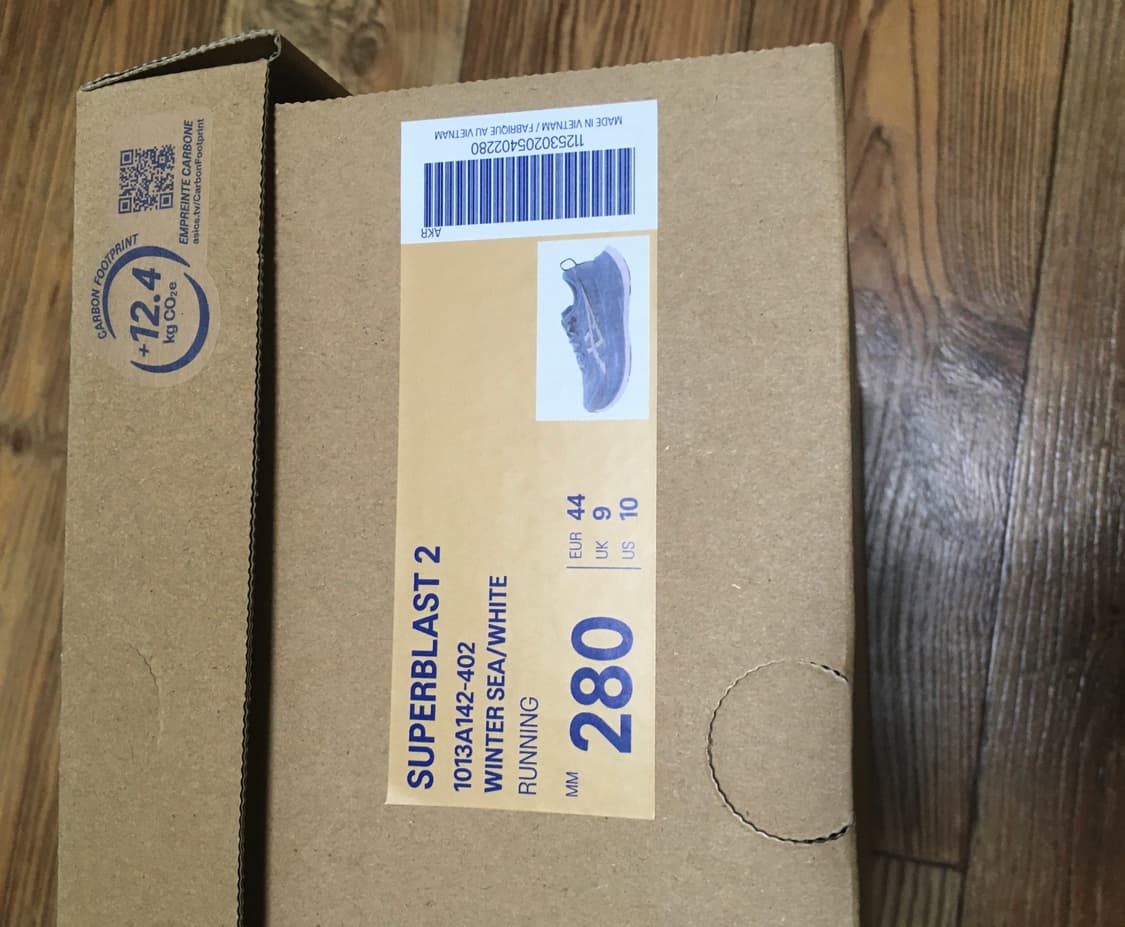 CARBON FOOTPRINT
+12.4
kg CO₂e
EMPREINTE CARBONE
asics.tv/CarbonFootprint
SUPERBLAST 2
1013A142-402
WINTER SEA/WHITE
RUNNING
MM 280
EUR 44
UK 9
US 10
AKR
112530205402280
MADE IN VIETNAM / FABRIQUE AU VIETNAM